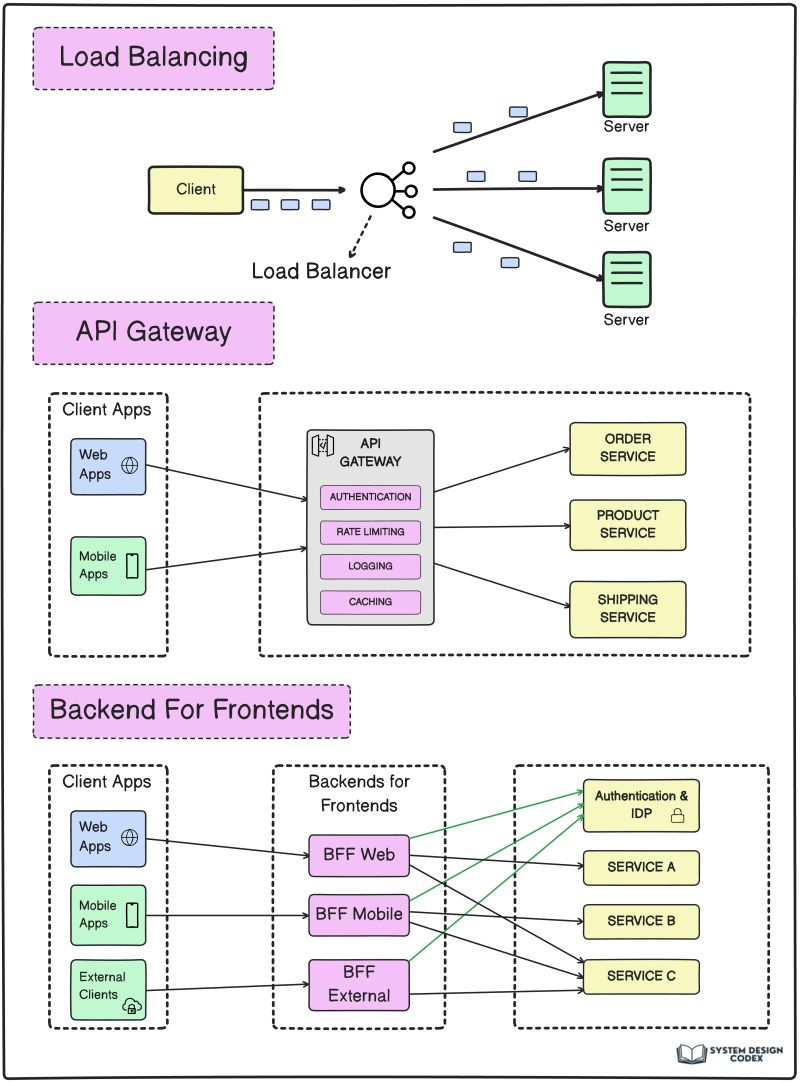 Load Balancing
Server
Client
Server
Load Balancer
Server
API Gateway
Client Apps
Web
Apps
Mobile
Apps
API
GATEWAY
AUTHENTICATION
RATE LIMITING
LOGGING
CACHING
ORDER
SERVICE
PRODUCT
SERVICE
SHIPPING
SERVICE
Backend For Frontends
Client Apps
Web
Apps
Mobile
Apps
External
Clients
Backends for
Frontends
BFF Web
BFF Mobile
BFF
External
Authentication &
IDP
SERVICE A
SERVICE B
SERVICE C
SYSTEM DESIGN
CODEX